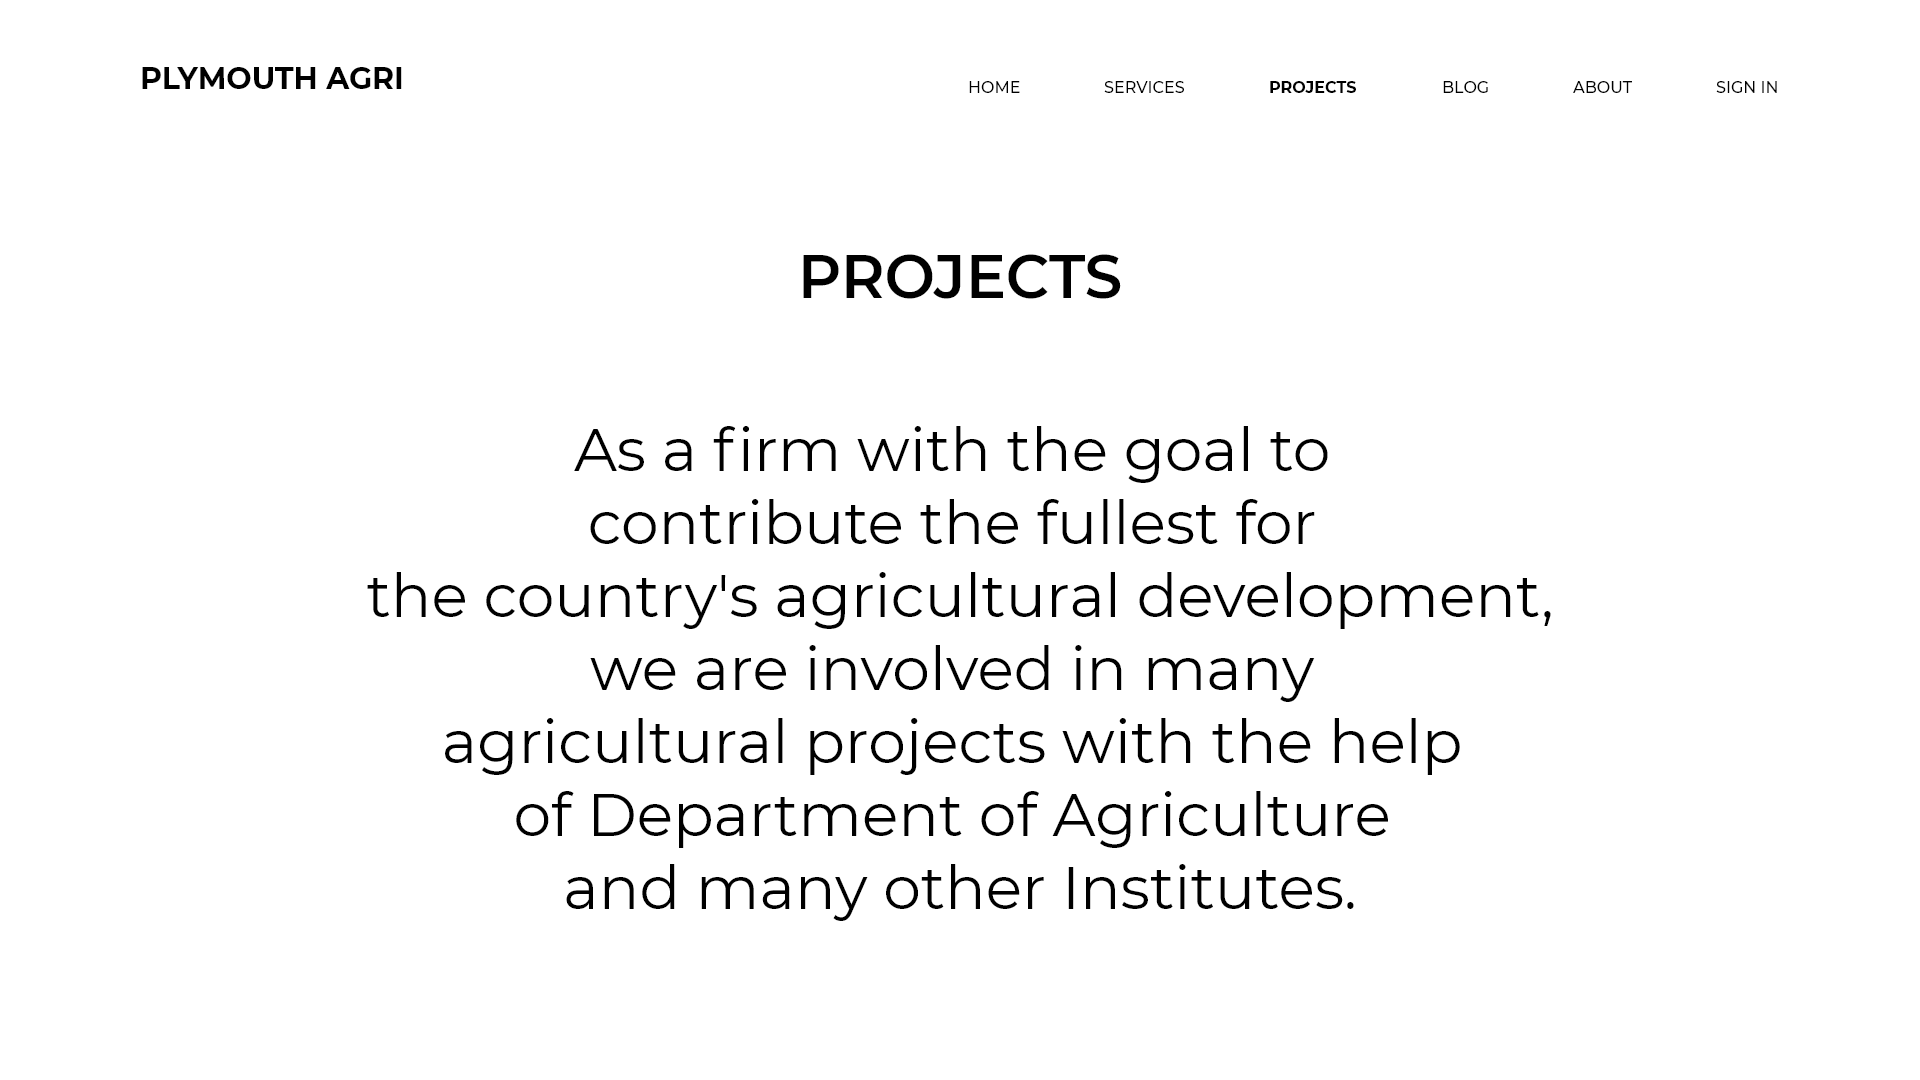 PLYMOUTH AGRI
HOME SERVICES PROJECTS BLOG ABOUT SIGN IN
PROJECTS
As a firm with the goal to
contribute the fullest for
the country's agricultural development,
we are involved in many
agricultural projects with the help
of Department of Agriculture
and many other Institutes.